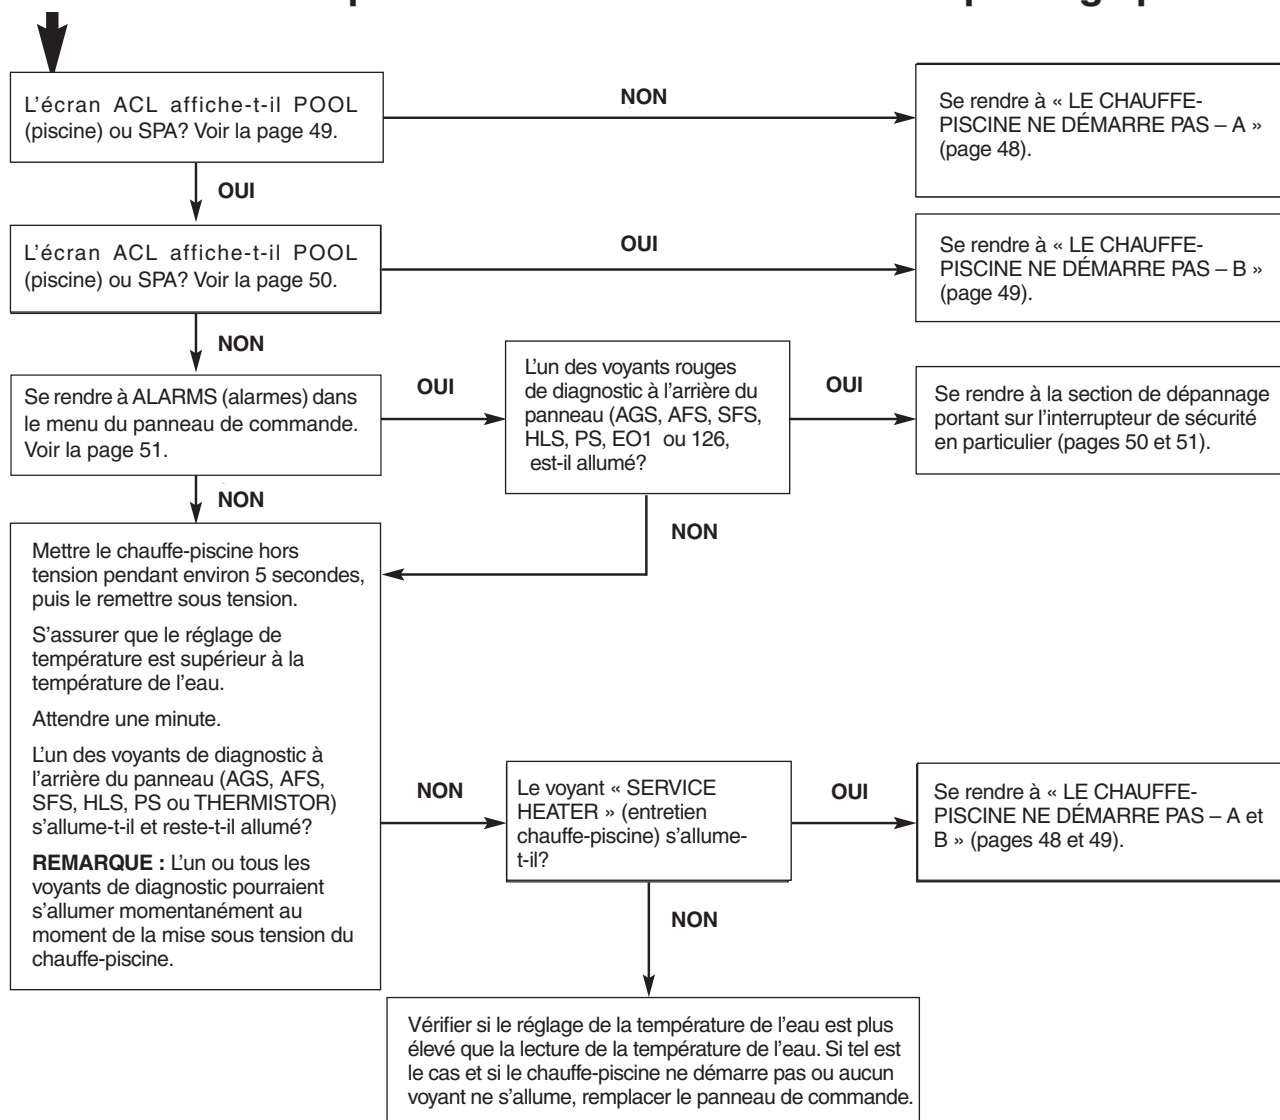 L'écran ACL affiche-t-il POOL
(piscine) ou SPA? Voir la page 49.
NON
Se rendre à « LE CHAUFFE-
PISCINE NE DÉMARRE PAS – A »
(page 48).
OUI
L'écran ACL affiche-t-il POOL
(piscine) ou SPA? Voir la page 50.
OUI
Se rendre à « LE CHAUFFE-
PISCINE NE DÉMARRE PAS – B »
(page 49).
NON
Se rendre à ALARMS (alarmes) dans
le menu du panneau de commande.
Voir la page 51.
OUI
L'un des voyants rouges
de diagnostic à l'arrière du
panneau (AGS, AFS, SFS,
HLS, PS, EO1 ou 126,
est-il allumé?
OUI
Se rendre à la section de dépannage
portant sur l'interrupteur de sécurité
en particulier (pages 50 et 51).
NON
NON
Mettre le chauffe-piscine hors
tension pendant environ 5 secondes,
puis le remettre sous tension.
S'assurer que le réglage de
température est supérieur à la
température de l'eau.
Attendre une minute.
L'un des voyants de diagnostic à
l'arrière du panneau (AGS, AFS,
SFS, HLS, PS ou THERMISTOR)
s'allume-t-il et reste-t-il allumé?
REMARQUE : L'un ou tous les
voyants de diagnostic pourraient
s'allumer momentanément au
moment de la mise sous tension du
chauffe-piscine.
NON
Le voyant « SERVICE
HEATER » (entretien
chauffe-piscine) s'allume-
t-il?
OUI
Se rendre à « LE CHAUFFE-
PISCINE NE DÉMARRE PAS – A et
B » (pages 48 et 49).
NON
Vérifier si le réglage de la température de l'eau est plus
élevé que la lecture de la température de l'eau. Si tel est
le cas et si le chauffe-piscine ne démarre pas ou aucun
voyant ne s'allume, remplacer le panneau de commande.